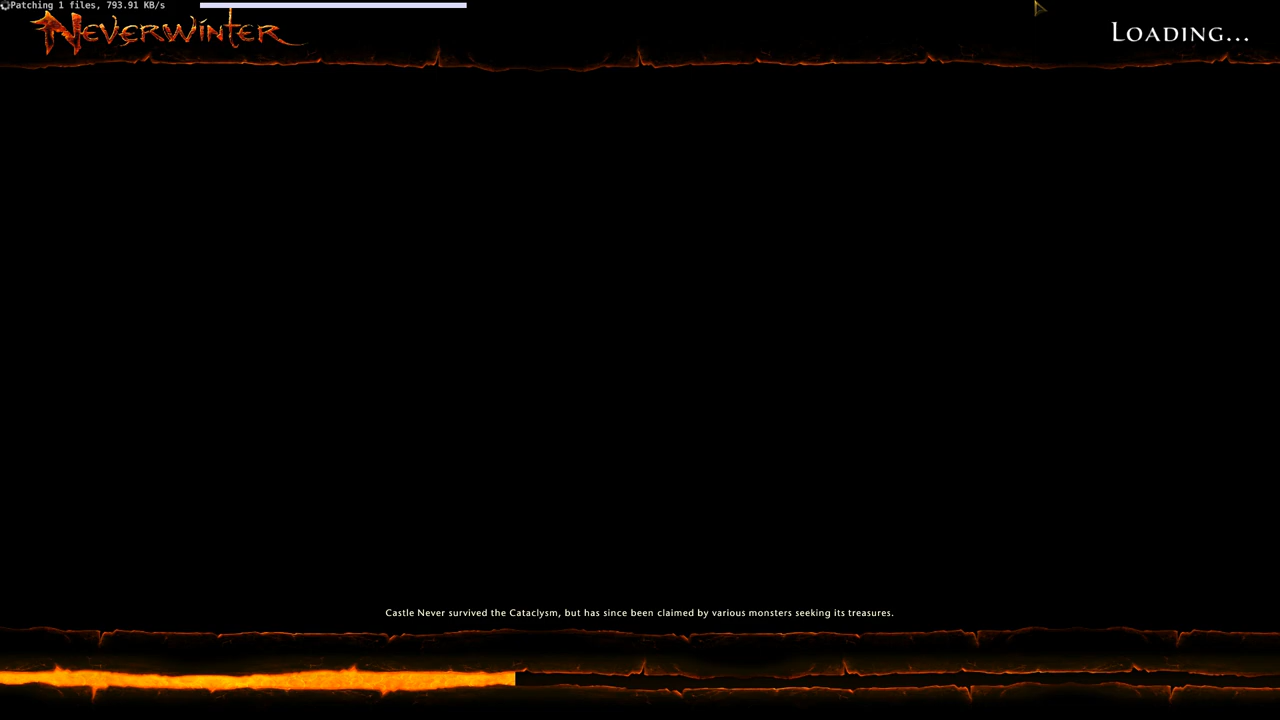 Patching 1 files, 793.91 KB/s
NEVERWINTER
LOADING...
Castle Never survived the Cataclysm, but has since been claimed by various monsters seeking its treasures.